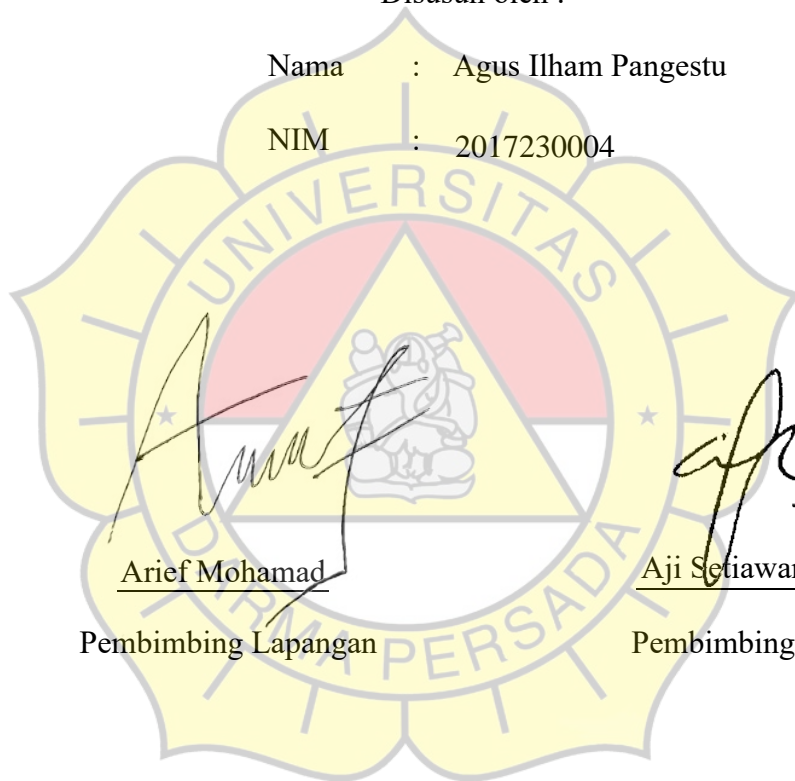 Disusun oleh :
Nama : Agus Ilham Pangestu
NIM : 2017230004
UNIVERSITAS
DARMA PERSADA
Arief Mohamad
Aji Setiawan
Pembimbing Lapangan
Pembimbing